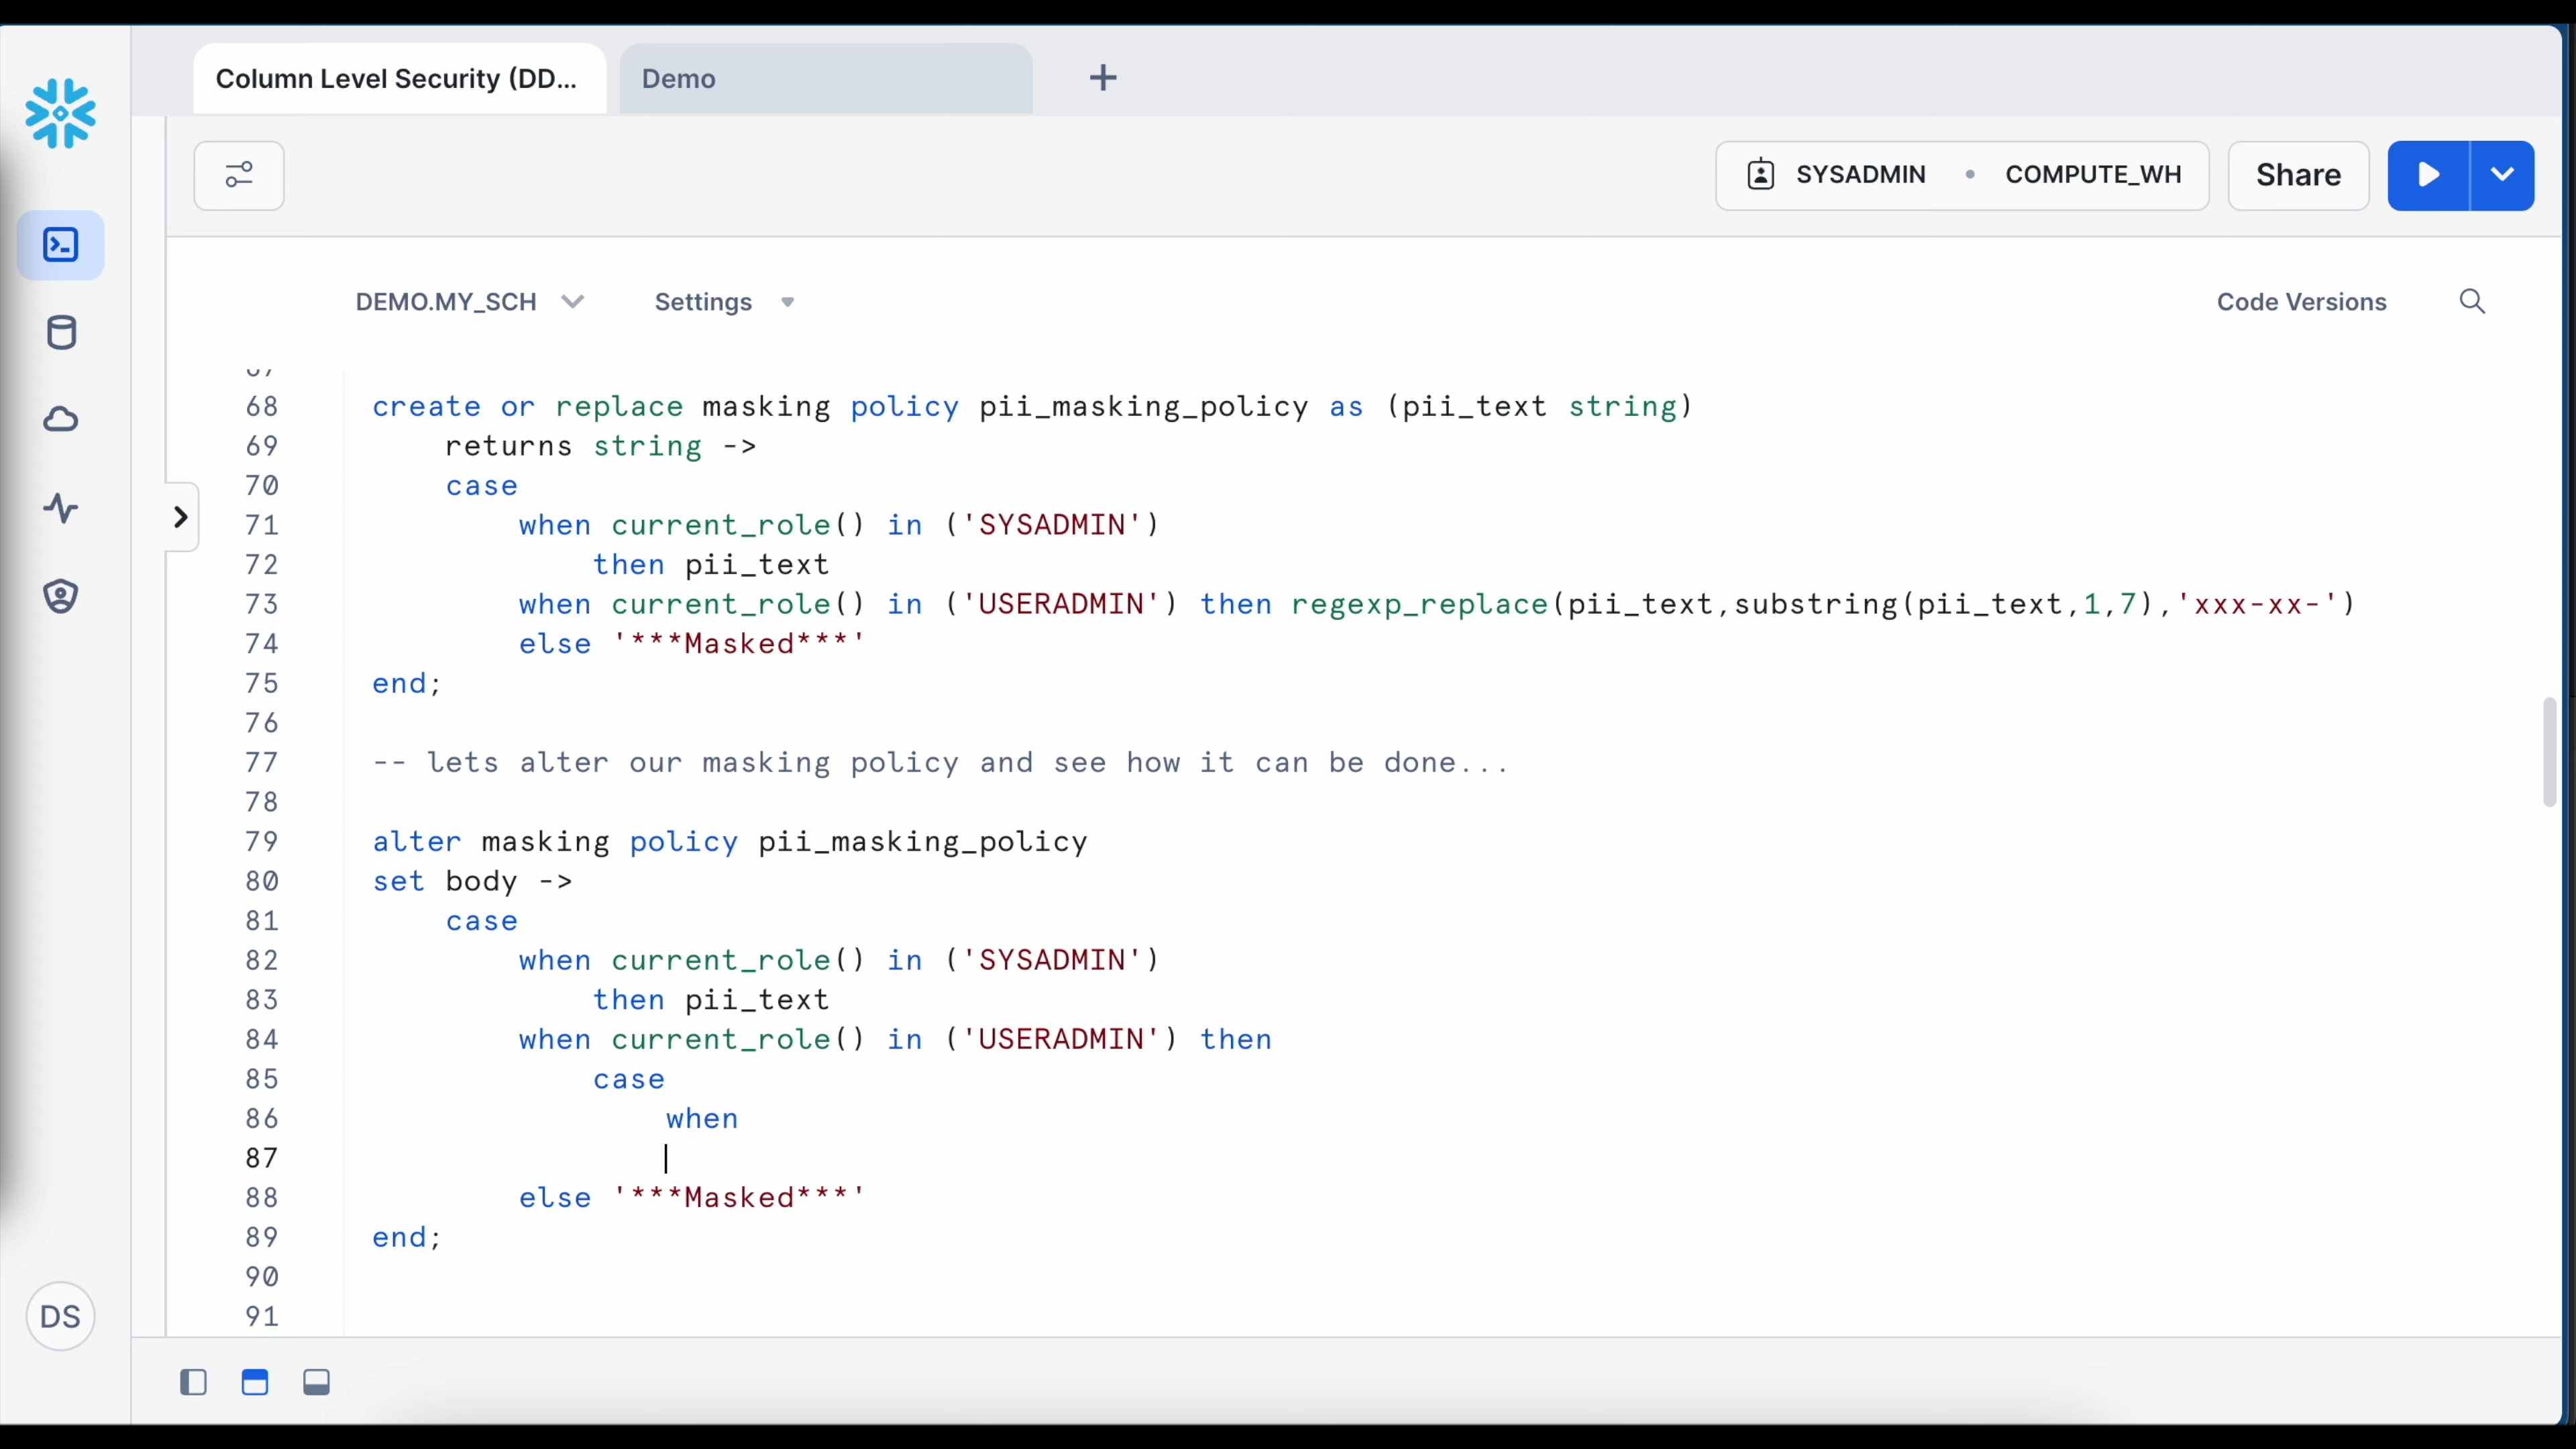 Column Level Security (DD...
Demo
SYSADMIN • COMPUTE_WH
Share
DEMO.MY_SCH
Settings
Code Versions
68 create or replace masking policy pii_masking_policy as (pii_text string)
69 returns string ->
70 case
71 when current_role() in ('SYSADMIN')
72 then pii_text
73 when current_role() in ('USERADMIN') then regexp_replace(pii_text,substring(pii_text,1,7),'xxx-xx-')
74 else '***Masked***'
75 end;
76
77 -- lets alter our masking policy and see how it can be done...
78
79 alter masking policy pii_masking_policy
80 set body ->
81 case
82 when current_role() in ('SYSADMIN')
83 then pii_text
84 when current_role() in ('USERADMIN') then
85 case
86 when
87
88 else '***Masked***'
89 end;
90
91
DS